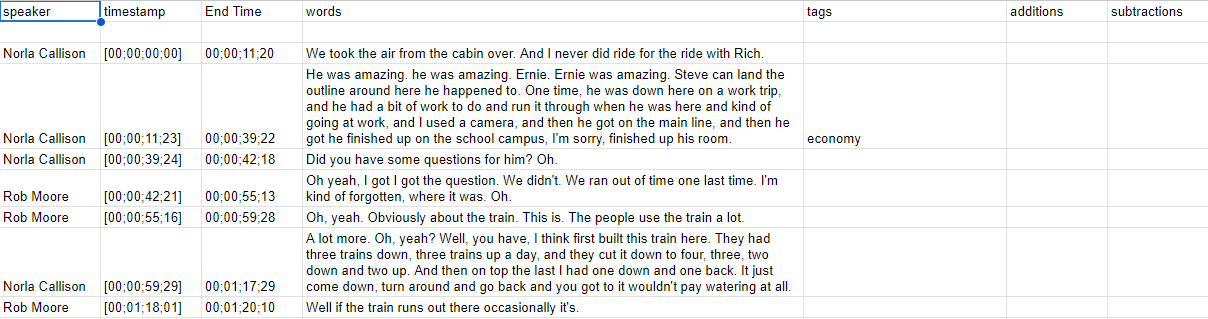 speaker timestamp End Time words tags additions subtractions
Norla Callison [00;00;00;00] 00;00;11;20 We took the air from the cabin over. And I never did ride for the ride with Rich.
He was amazing. he was amazing. Ernie. Ernie was amazing. Steve can land the
outline around here he happened to. One time, he was down here on a work trip,
and he had a bit of work to do and run it through when he was here and kind of
going at work, and I used a camera, and then he got on the main line, and then he
Norla Callison [00;00;11;23] 00;00;39;22 got he finished up on the school campus, I'm sorry, finished up his room. economy
Norla Callison [00;00;39;24] 00;00;42;18 Did you have some questions for him? Oh.
Oh yeah, I got I got the question. We didn't. We ran out of time one last time. I'm
Rob Moore [00;00;42;21] 00;00;55;13 kind of forgotten, where it was. Oh.
Rob Moore [00;00;55;16] 00;00;59;28 Oh, yeah. Obviously about the train. This is. The people use the train a lot.
A lot more. Oh, yeah? Well, you have, I think first built this train here. They had
three trains down, three trains up a day, and they cut it down to four, three, two
down and two up. And then on top the last I had one down and one back. It just
Norla Callison [00;00;59;29] 00;01;17;29 come down, turn around and go back and you got to it wouldn't pay watering at all.
Rob Moore [00;01;18;01] 00;01;20;10 Well if the train runs out there occasionally it's.